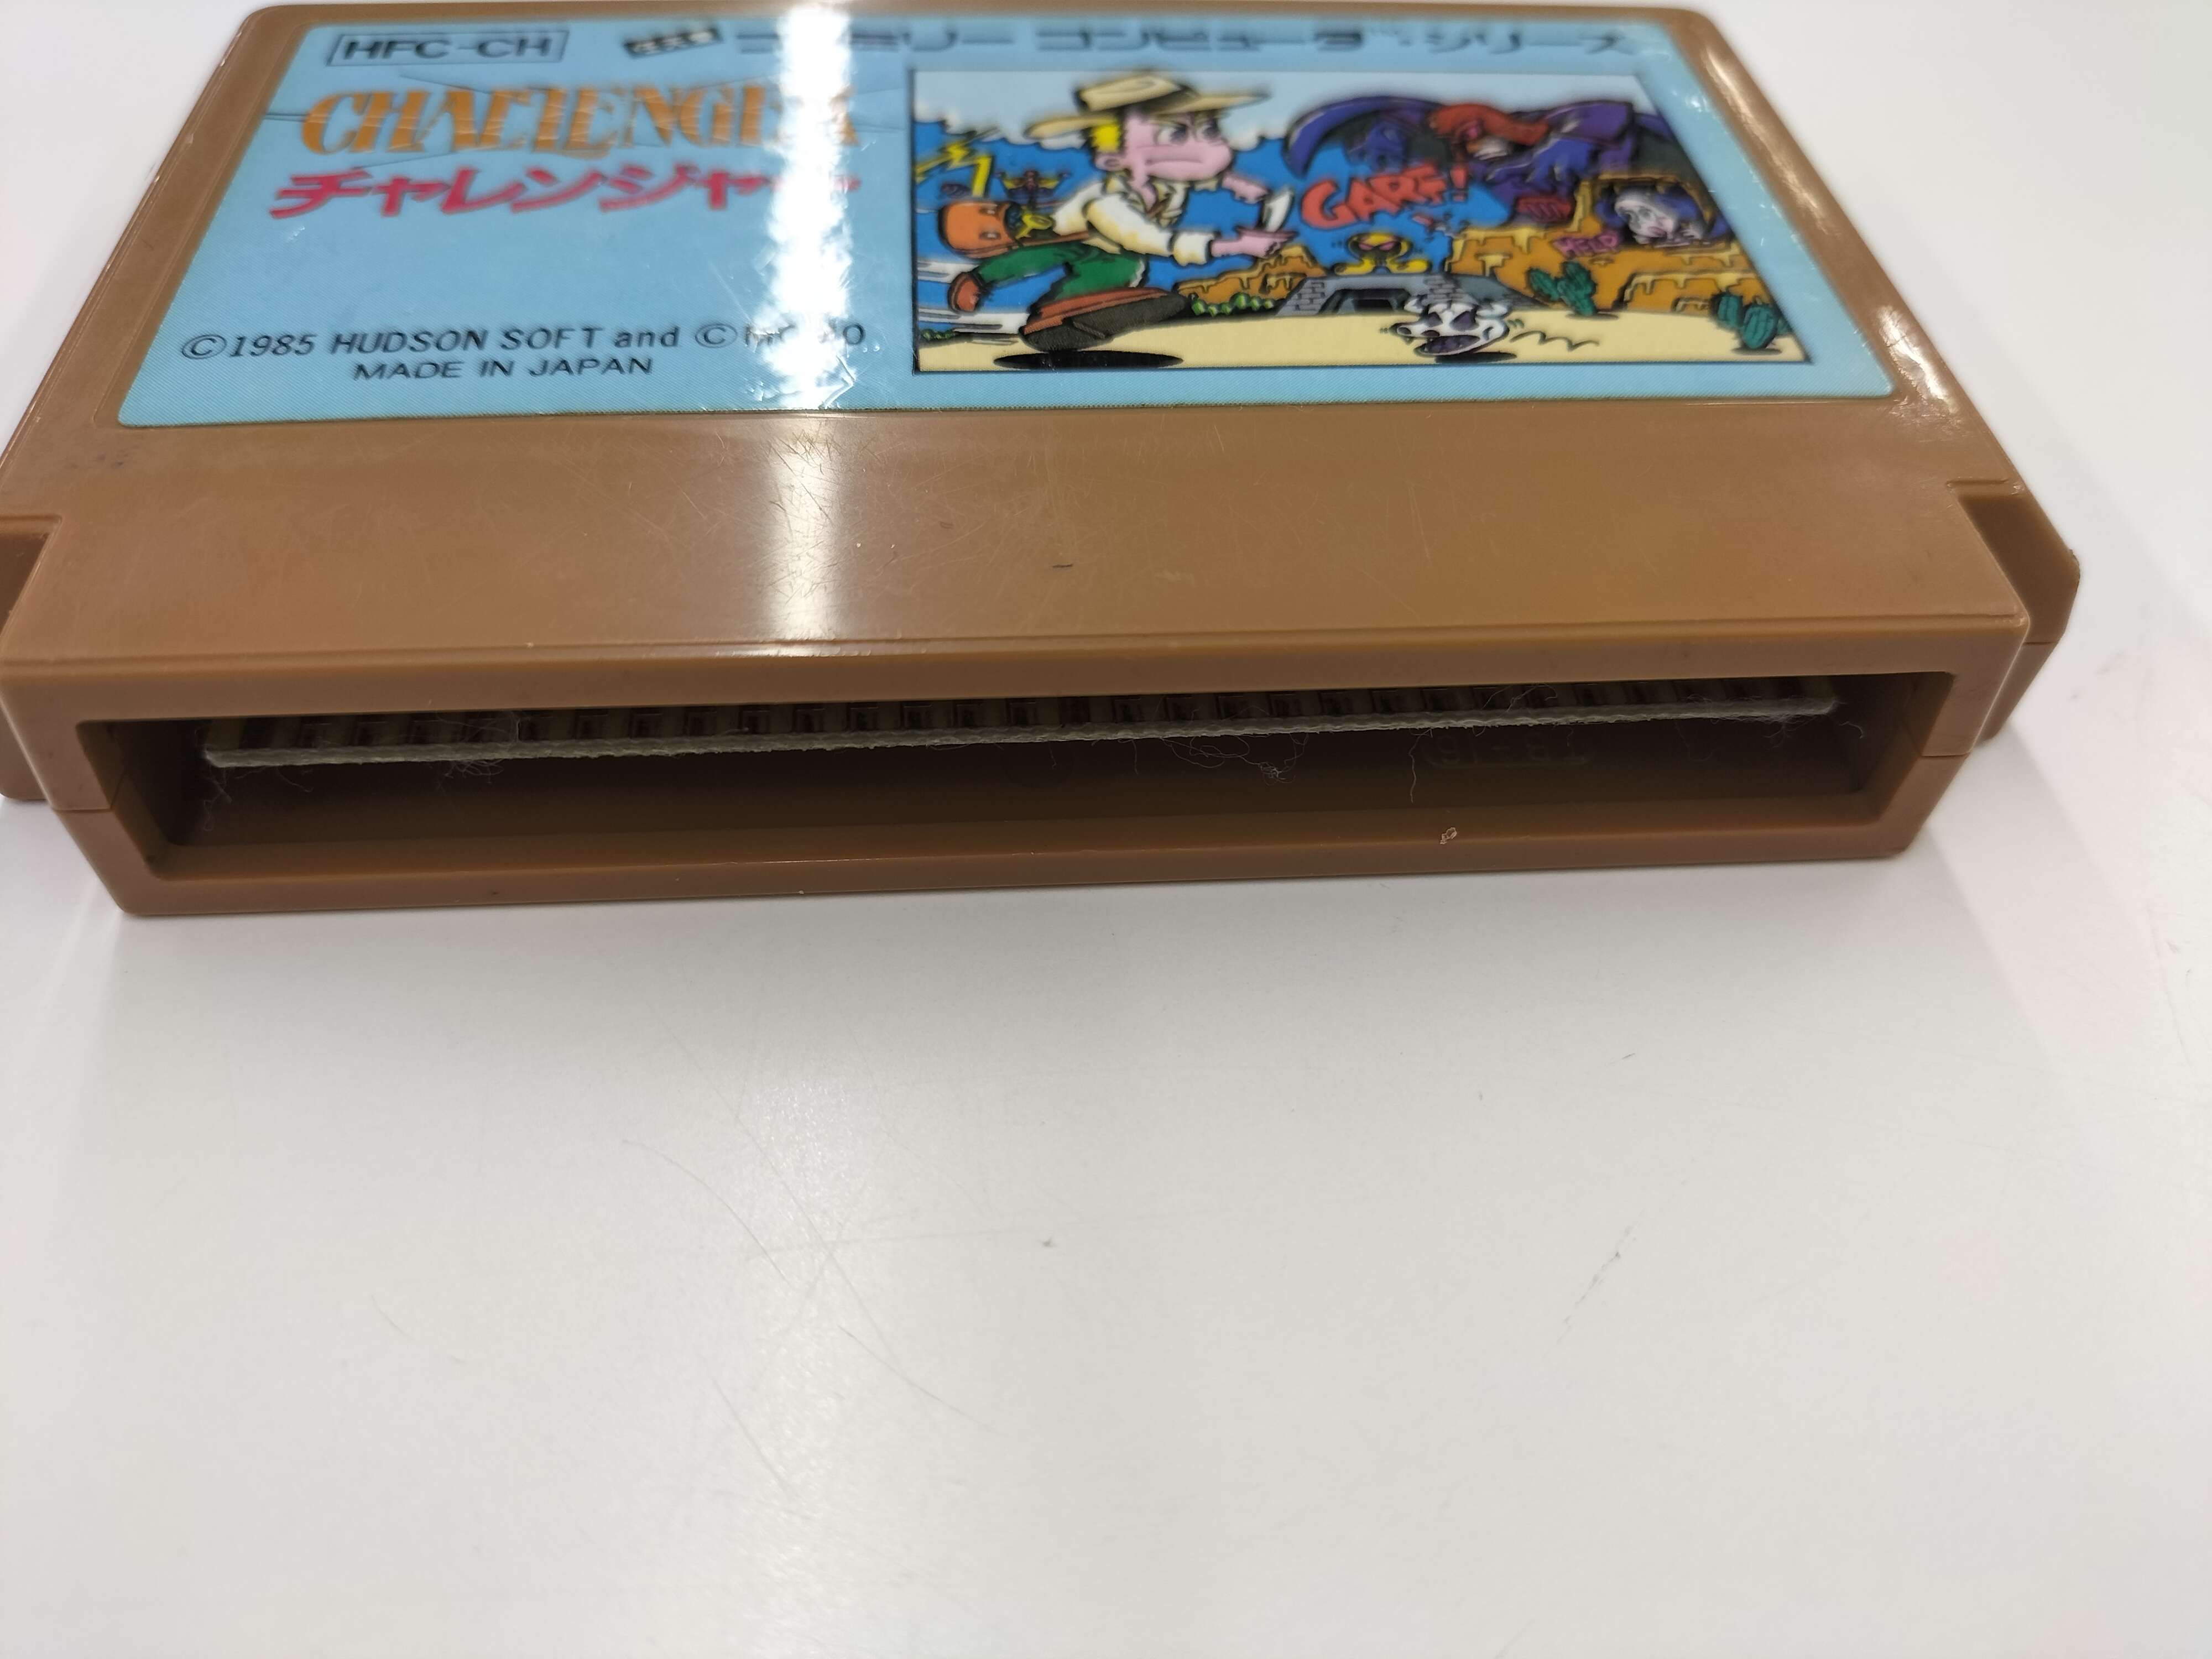 HFC-CH
ファミリー コンピュータ・シリーズ
CHALLENGER
チャレンジャー
GARF!
HELP
©1985 HUDSON SOFT and ©
MADE IN JAPAN